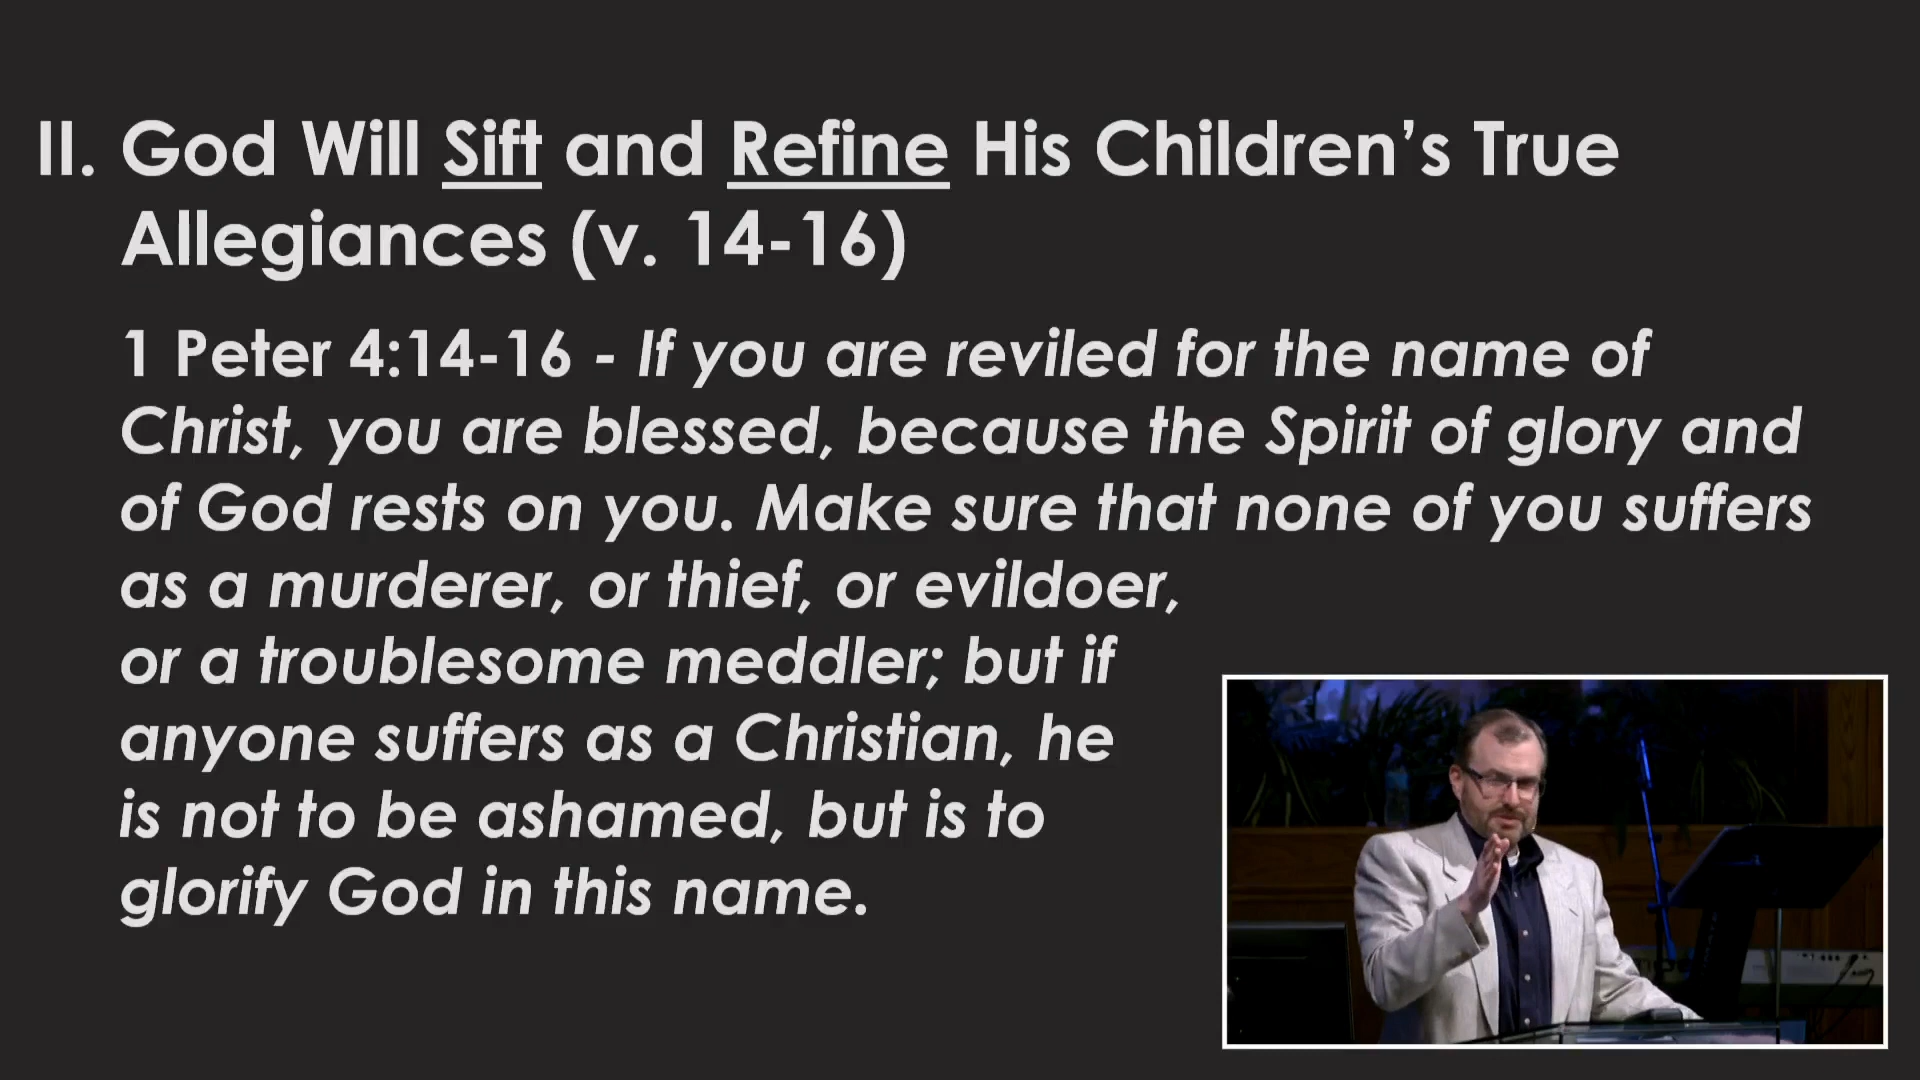 II. God Will Sift and Refine His Children’s True
Allegiances (v. 14-16)
1 Peter 4:14-16 - If you are reviled for the name of
Christ, you are blessed, because the Spirit of glory and
of God rests on you. Make sure that none of you suffers
as a murderer, or thief, or evildoer,
or a troublesome meddler; but if
anyone suffers as a Christian, he
is not to be ashamed, but is to
glorify God in this name.